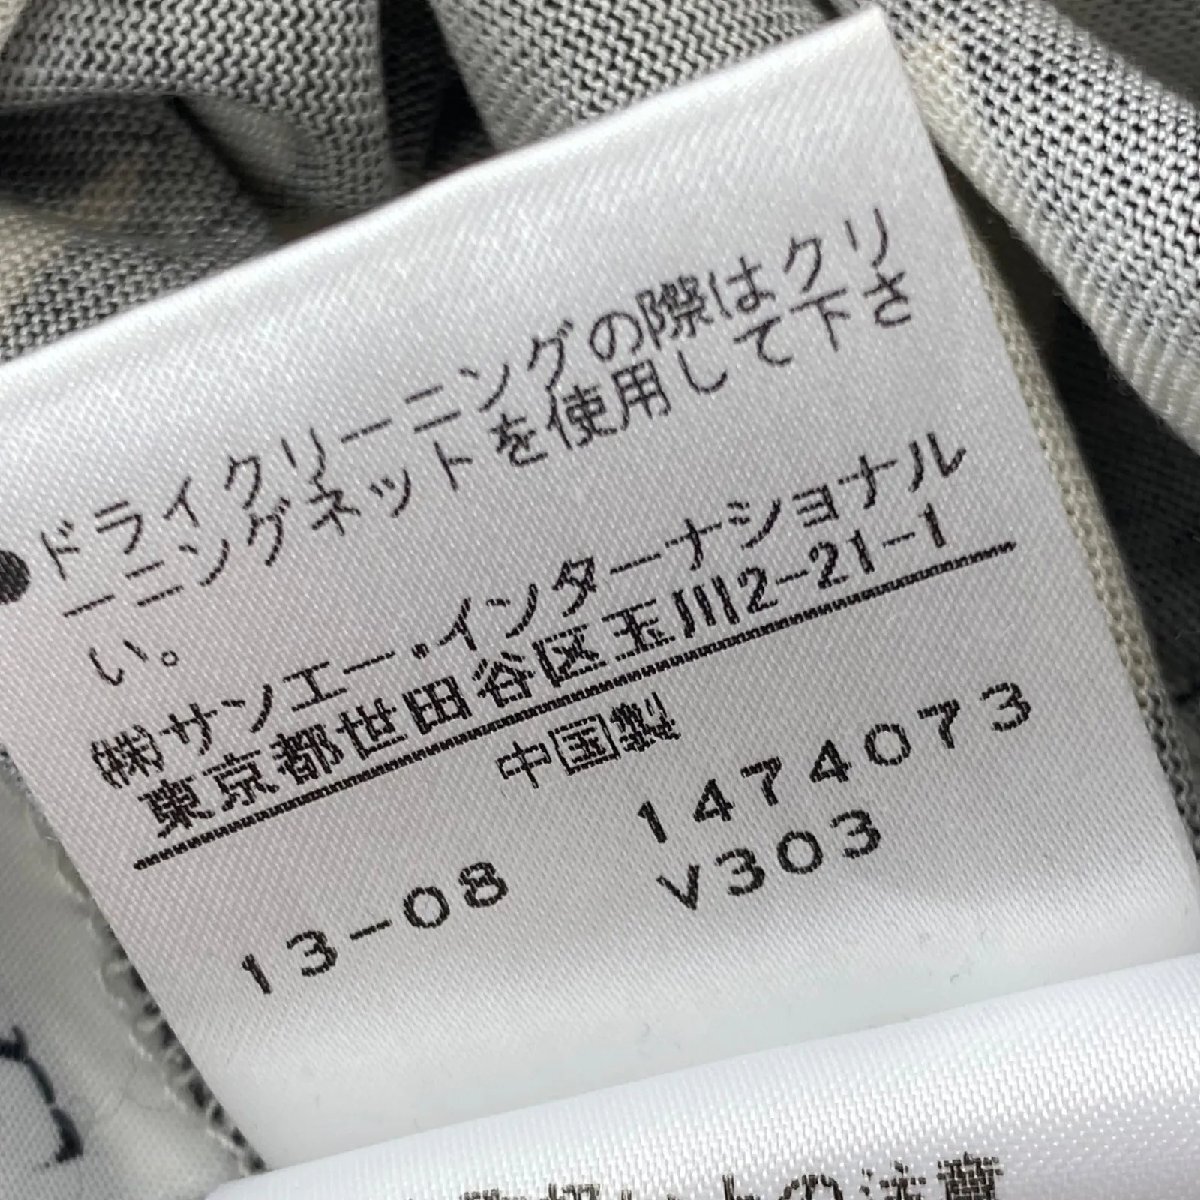 ●ドライクリーニングの際はクリ
ーニングネットを使用して下さ
い。
㈱サンエー・インターナショナル
東京都世田谷区玉川2-21-1
中国製
1474073
13-08 V303
の注意